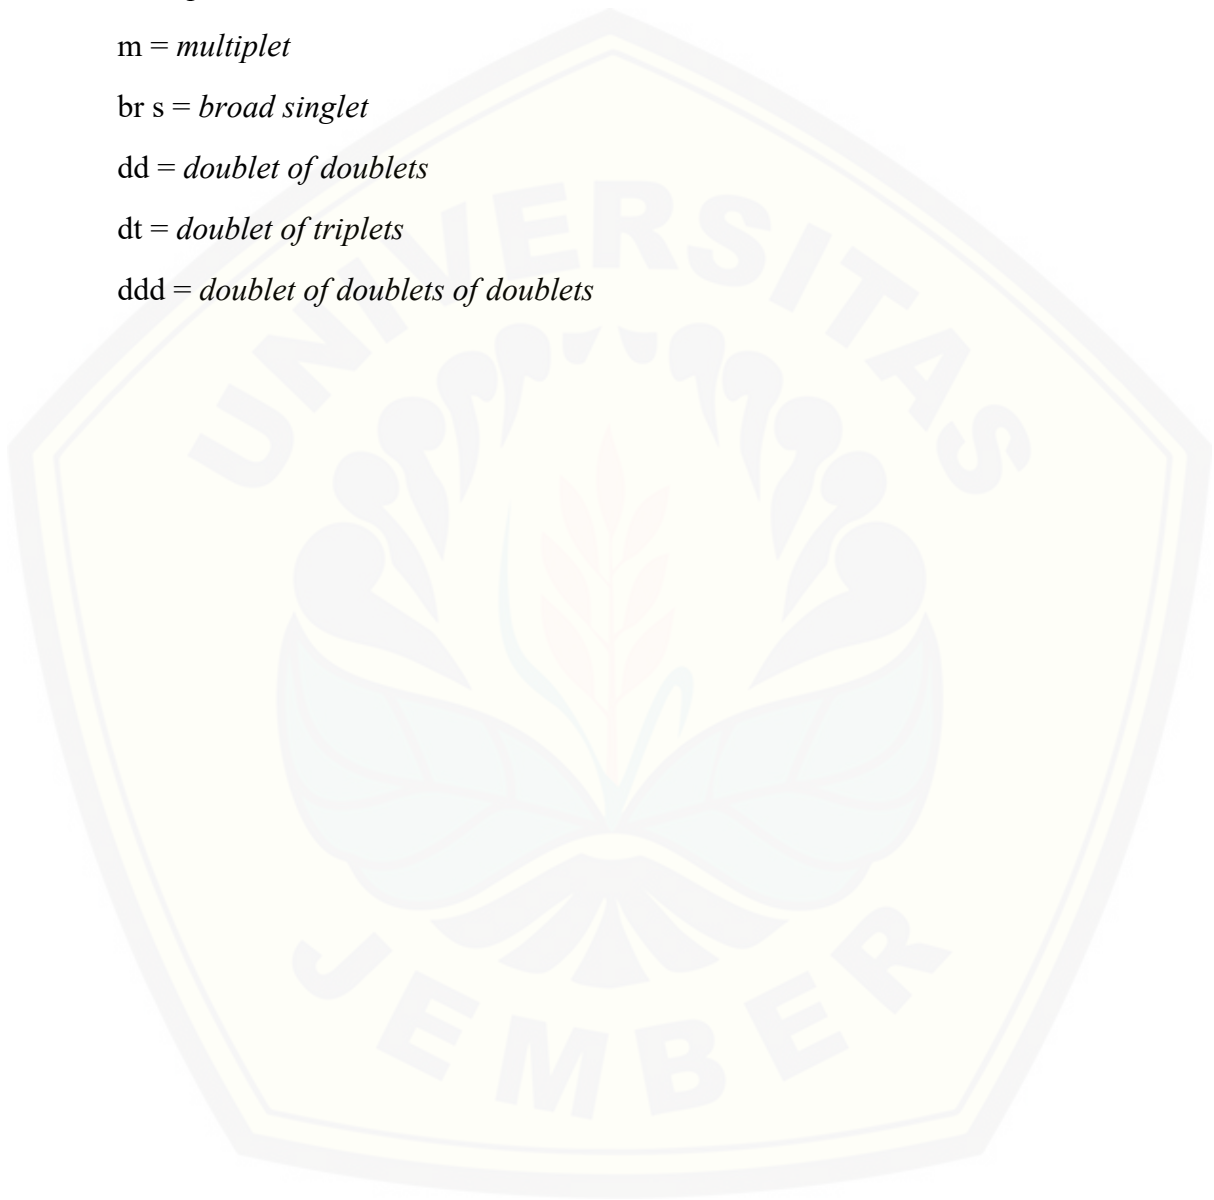 m = multiplet
br s = broad singlet
dd = doublet of doublets
dt = doublet of triplets
ddd = doublet of doublets of doublets
UNIVERSITAS
JEMBER